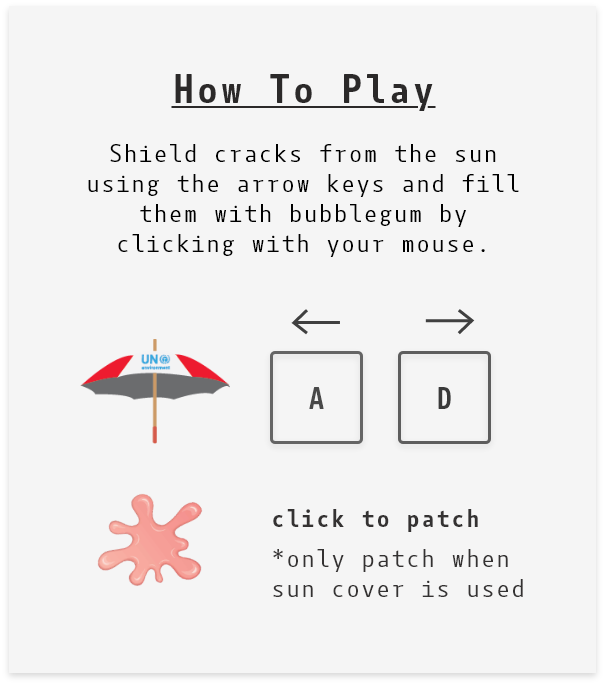 How To Play
Shield cracks from the sun
using the arrow keys and fill
them with bubblegum by
clicking with your mouse.
UN@
environment
A D
click to patch
*only patch when
sun cover is used